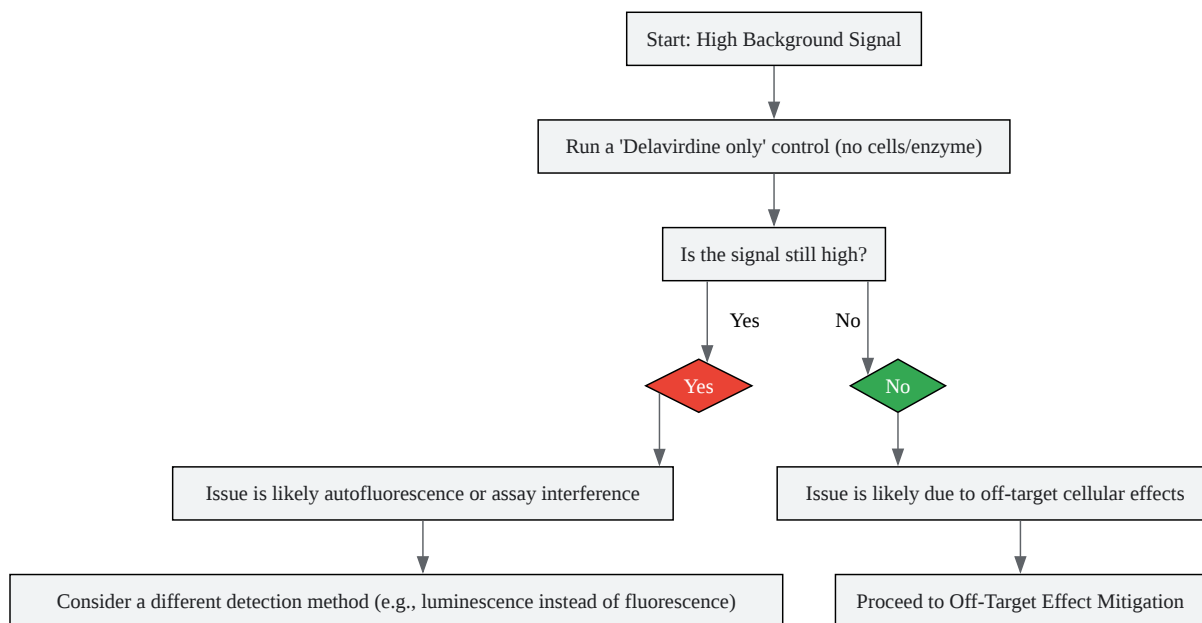 Start: High Background Signal
Run a 'Delavirdine only' control (no cells/enzyme)
Is the signal still high?
Yes
No
Yes
No
Issue is likely autofluorescence or assay interference
Issue is likely due to off-target cellular effects
Consider a different detection method (e.g., luminescence instead of fluorescence)
Proceed to Off-Target Effect Mitigation